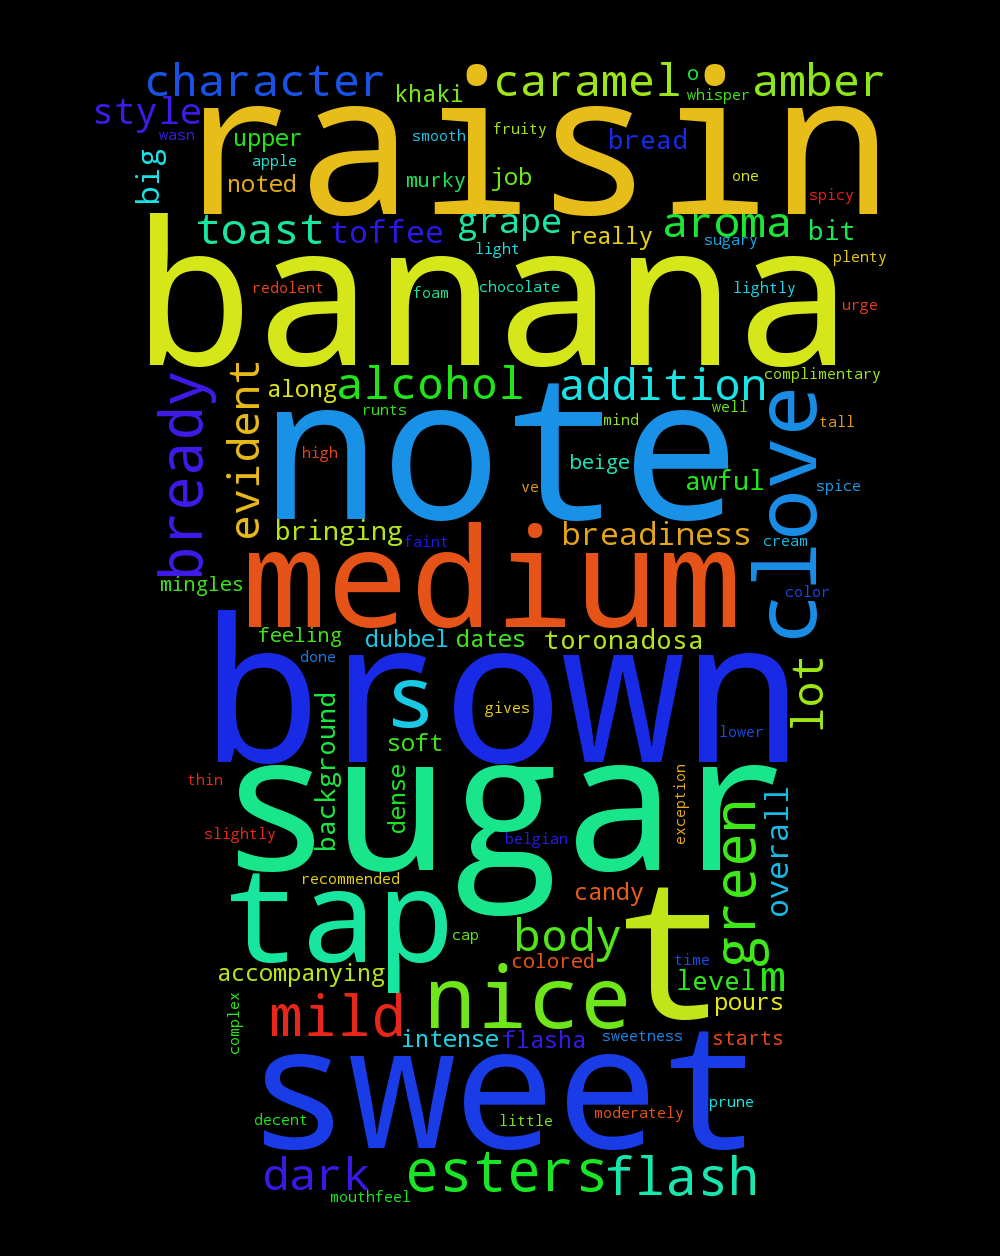 character
khaki
caramel
o
whisper
amber
style
wasn
raisin
upper
smooth
fruity
bread
big
apple
noted
murky
job
one
spicy
toast
toffee
grape
really
aroma
sugary
bit
light
plenty
banana
redolent
foam
chocolate
lightly
urge
bready
evident
along
alcohol
addition
complimentary
runts
note
mind
well
clove
tall
high
beige
awful
ve
spice
bringing
faint
breadiness
cream
medium
mingles
color
feeling
dubbel
dates
toronadosa
done
brown
s
lot
gives
background
soft
lower
thin
sugar
dense
exception
green
overall
slightly
belgian
tap
recommended
candy
t
cap
body
colored
time
g
accompanying
nice
level
m
complex
mild
pours
intense
flasha
sweetness
starts
sweet
decent
little
moderately
prune
dark
esters
flash
mouthfeel